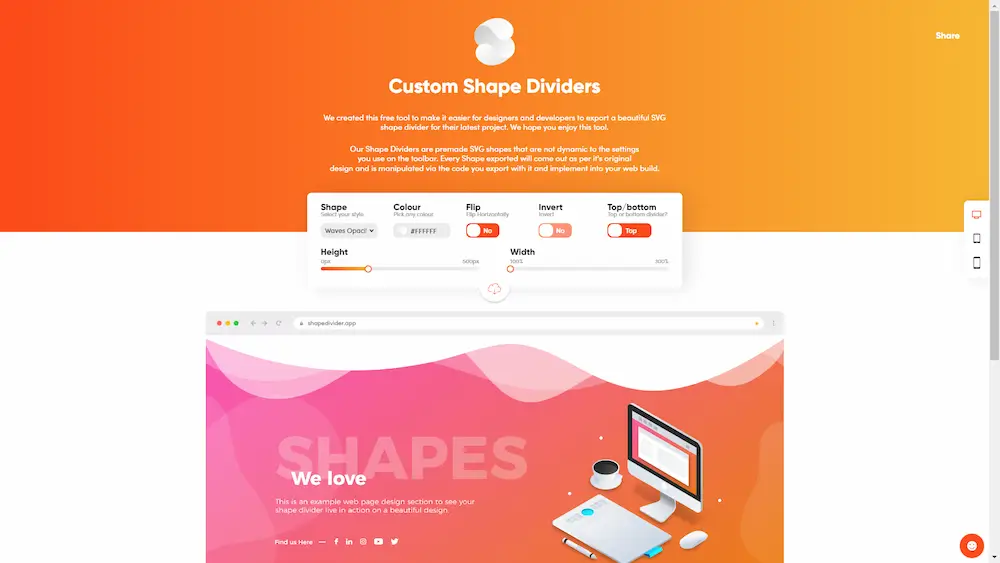 Share
Custom Shape Dividers
We created this free tool to make it easier for designers and developers to export a beautiful SVG
shape divider for their latest project. We hope you enjoy this tool.
Our Shape Dividers are premade SVG shapes that are not dynamic to the settings
you use on the toolbar. Every Shape exported will come out as per it's original
design and is manipulated via the code you export with it and implement into your web build.
Shape Colour Flip Invert Top/bottom
Select your style Pick any colour Flip Horizontally Invert Top or bottom divider?
Waves Opaci #FFFFFF No No Top
Height Width
0px 500px 100% 300%
shapedivider.app
SHAPES
We love
This is an example web page design section to see your
shape divider live in action on a beautiful design.
Find us Here